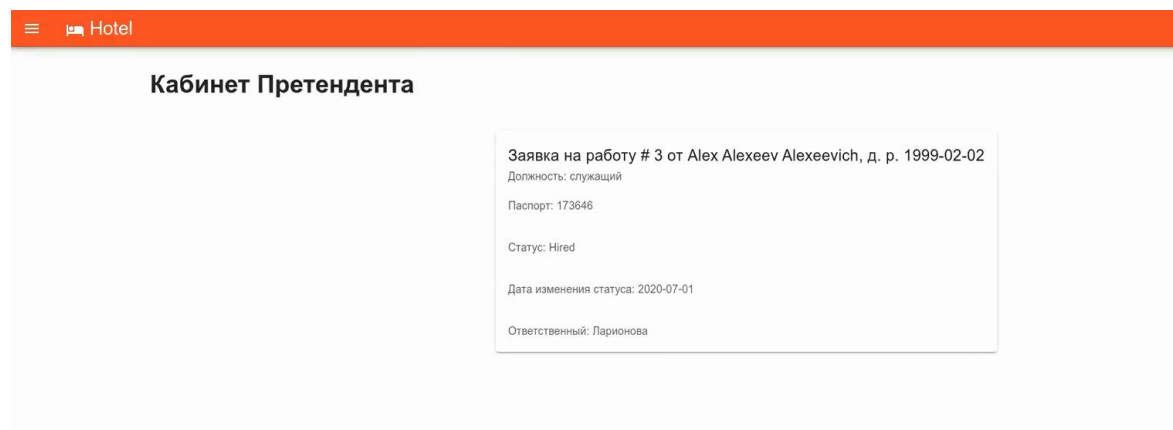 Hotel
Кабинет Претендента
Заявка на работу # 3 от Alex Alexeev Alexeevich, д. р. 1999-02-02
Должность: служащий
Паспорт: 173646
Статус: Hired
Дата изменения статуса: 2020-07-01
Ответственный: Ларионова